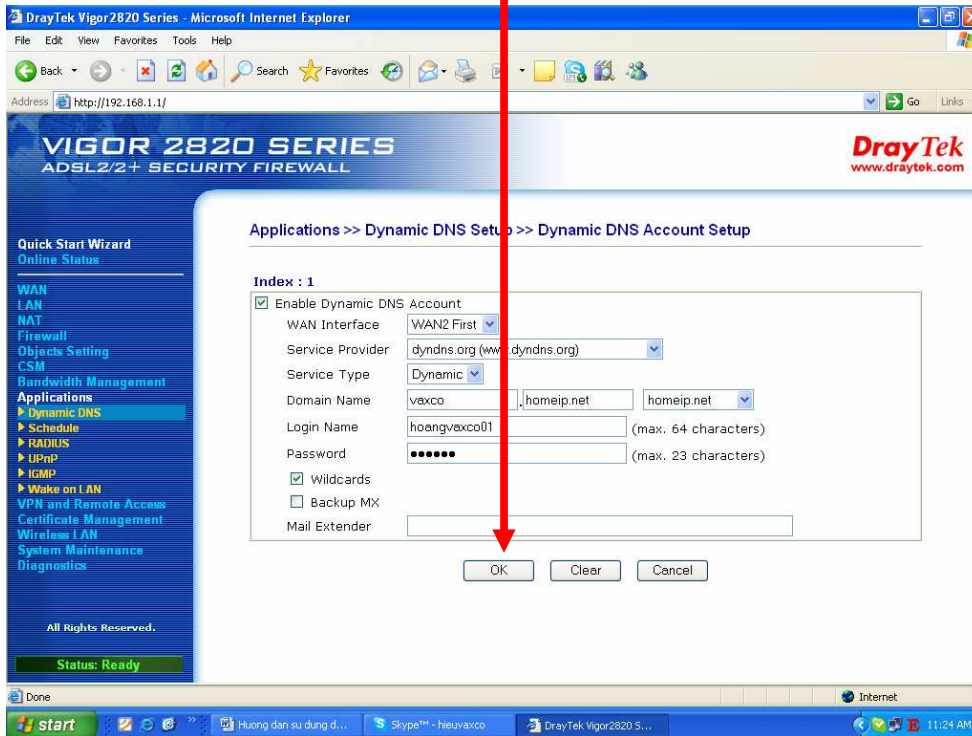 DrayTek Vigor2820 Series - Microsoft Internet Explorer
File Edit View Favorites Tools Help
Back Search Favorites
Address http://192.168.1.1/ Go Links
VIGOR 2820 SERIES
ADSL2/2+ SECURITY FIREWALL
DrayTek
www.draytek.com
Quick Start Wizard
Online Status
WAN
LAN
NAT
Firewall
Objects Setting
CSM
Bandwidth Management
Applications
Dynamic DNS
Schedule
RADIUS
UPnP
IGMP
Wake on LAN
VPN and Remote Access
Certificate Management
Wireless LAN
System Maintenance
Diagnostics
All Rights Reserved.
Status: Ready
Applications >> Dynamic DNS Setup >> Dynamic DNS Account Setup
Index : 1
Enable Dynamic DNS Account
WAN Interface WAN2 First
Service Provider dyndns.org (www.dyndns.org)
Service Type Dynamic
Domain Name vaxco . homeip.net homeip.net
Login Name hoangvaxco01 (max. 64 characters)
Password ●●●●●● (max. 23 characters)
Wildcards
Backup MX
Mail Extender
OK Clear Cancel
Done Internet
start Huong dan su dung d... Skype™ - hieuvaxco DrayTek Vigor2820 S... E 11:24 AM